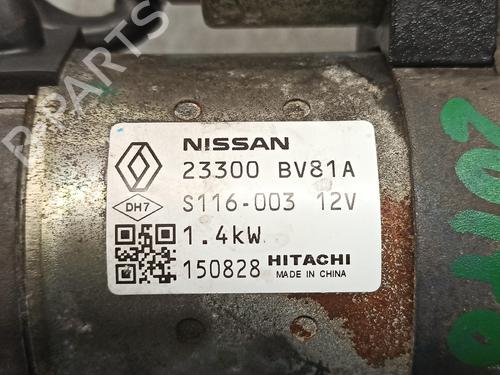 NISSAN
23300 BV81A
DH7
S116-003 12V
1.4kW
150828 HITACHI
MADE IN CHINA
B-PARTS